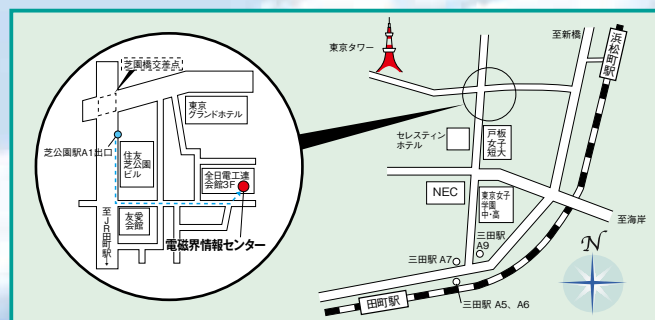 芝園橋交差点
東京
グランドホテル
芝公園駅A1出口
住友
芝公園
ビル
全日電工連
会館3F
友愛
会館
至JR田町駅
電磁界情報センター
東京タワー
至新橋
浜松町駅
セレスティン
ホテル
戸板
女子
短大
NEC
東京女子
学園
中・高
至海岸
三田駅
A9
三田駅 A7
田町駅
三田駅 A5、A6
N